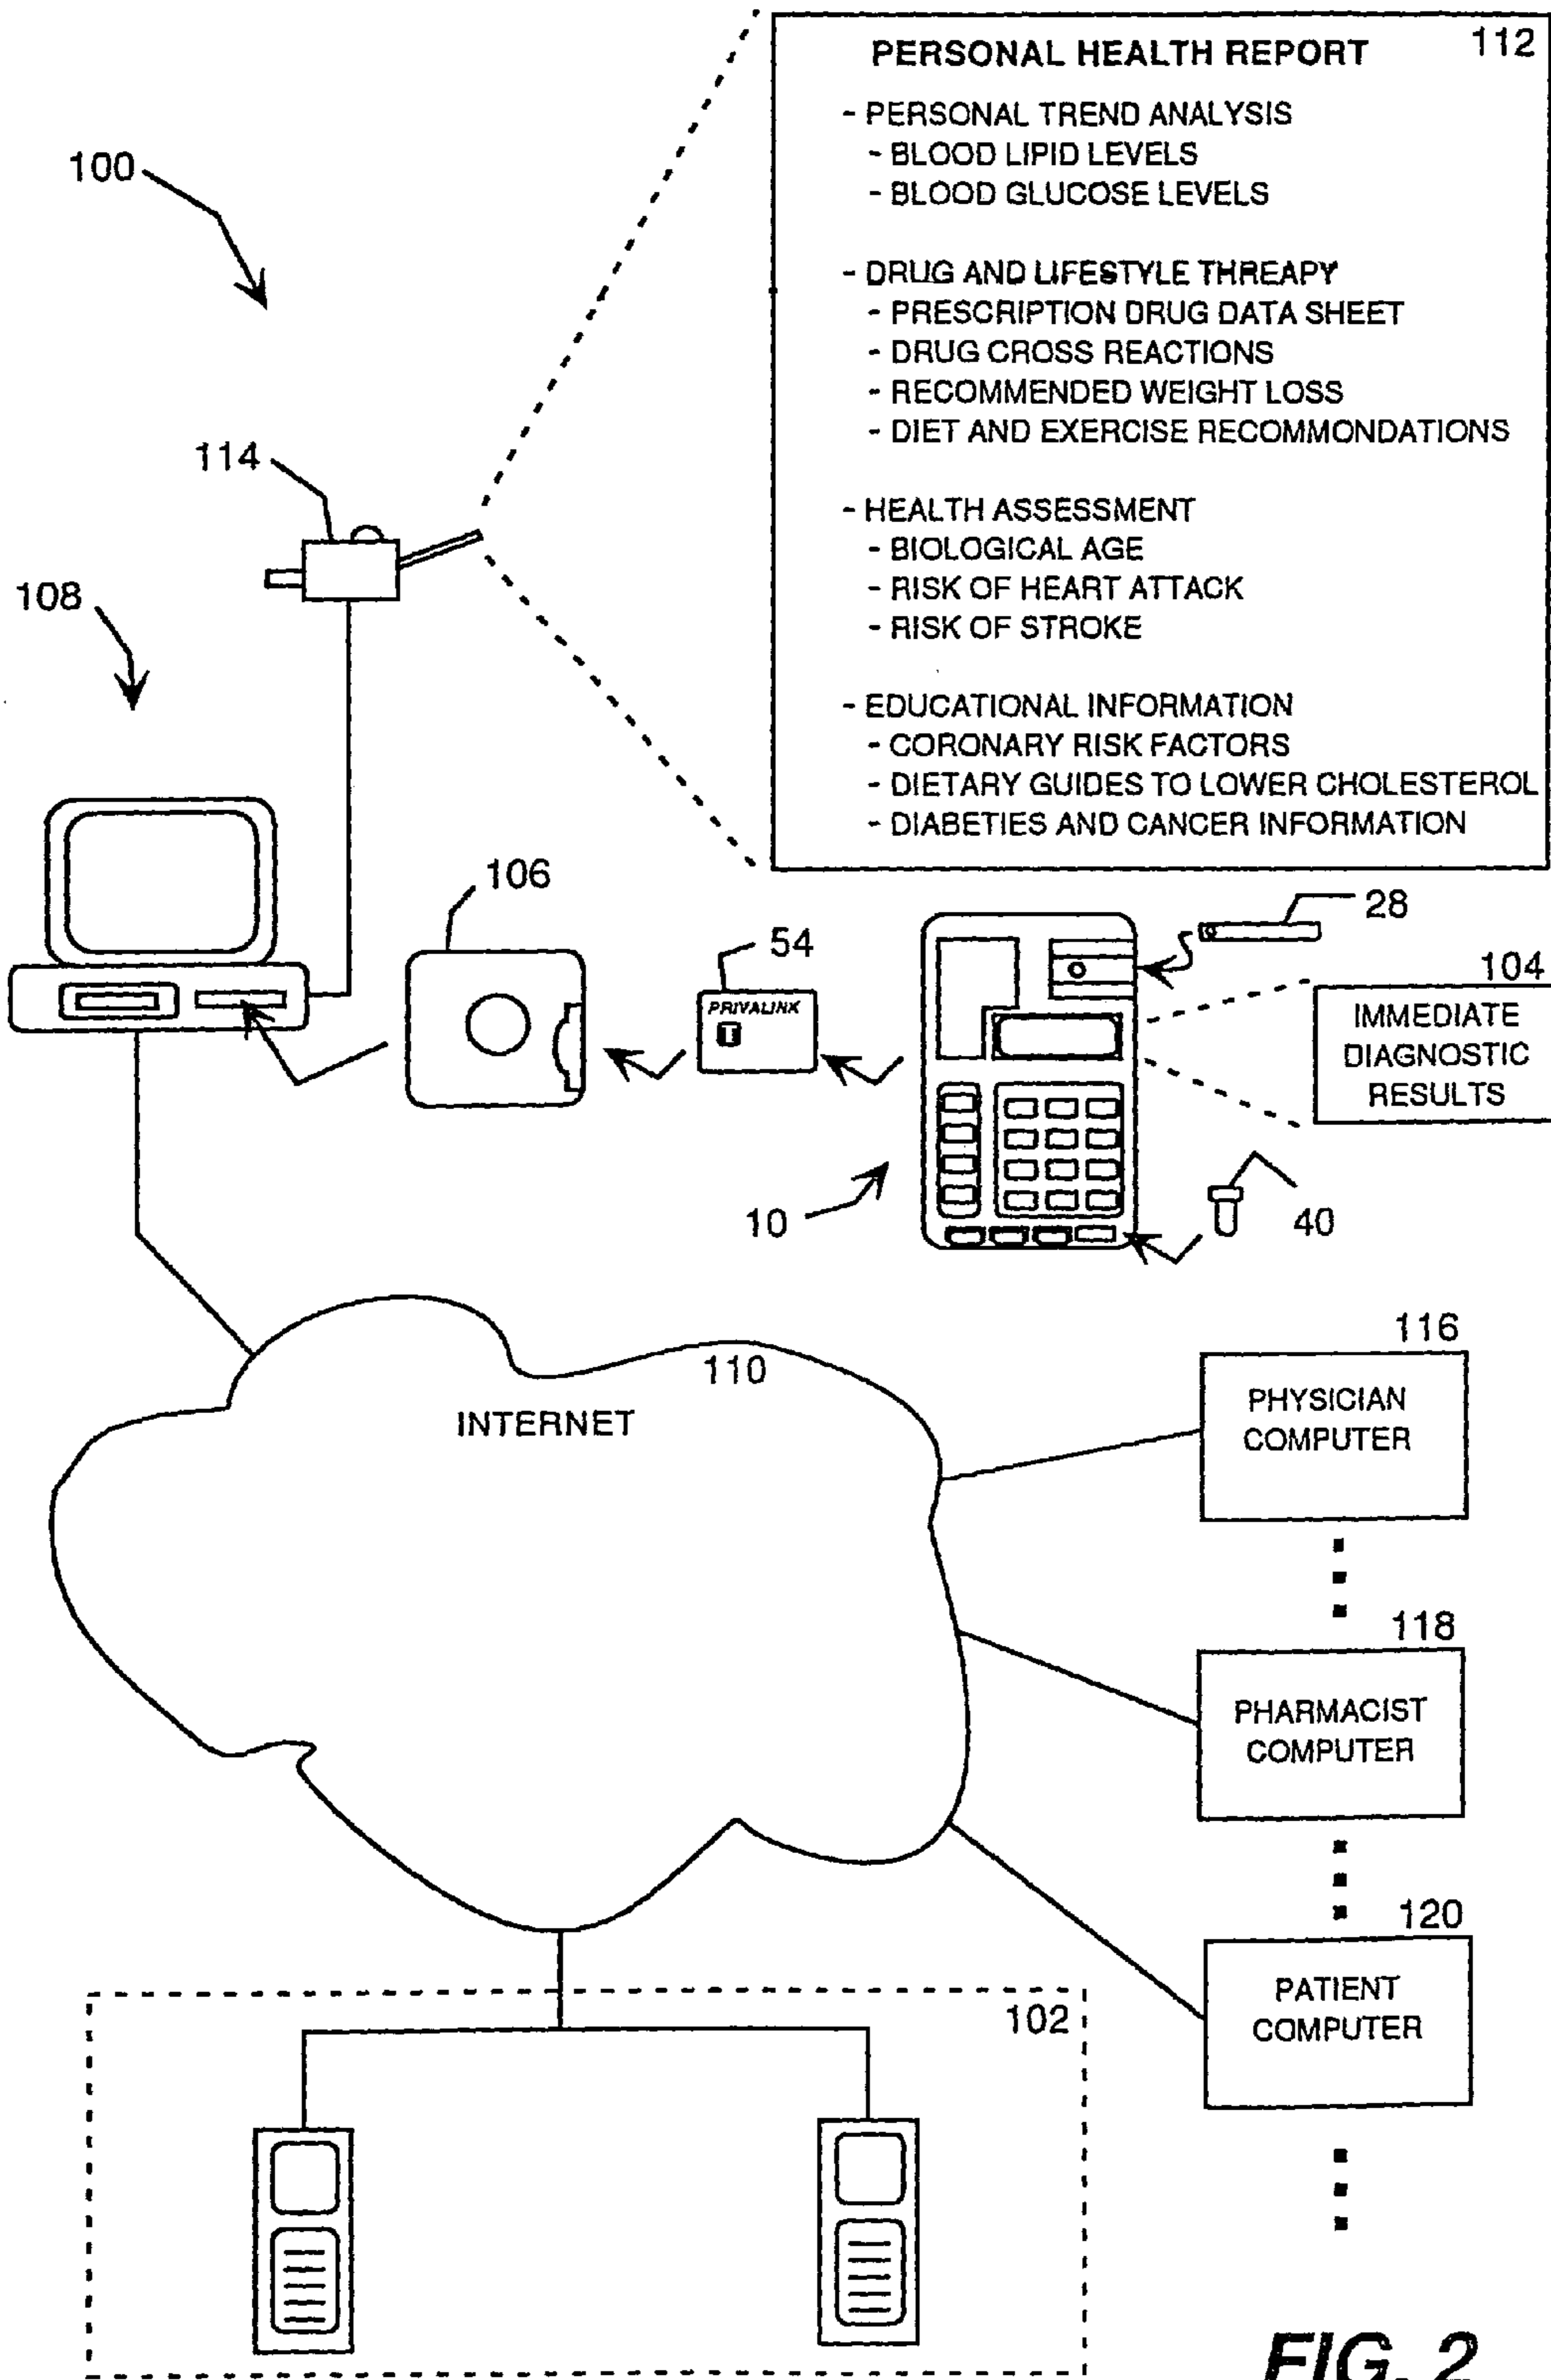 PERSONAL HEALTH REPORT 112
- PERSONAL TREND ANALYSIS
- BLOOD LIPID LEVELS
- BLOOD GLUCOSE LEVELS
- DRUG AND LIFESTYLE THREAPY
- PRESCRIPTION DRUG DATA SHEET
- DRUG CROSS REACTIONS
- RECOMMENDED WEIGHT LOSS
- DIET AND EXERCISE RECOMMONDATIONS
- HEALTH ASSESSMENT
- BIOLOGICAL AGE
- RISK OF HEART ATTACK
- RISK OF STROKE
- EDUCATIONAL INFORMATION
- CORONARY RISK FACTORS
- DIETARY GUIDES TO LOWER CHOLESTEROL
- DIABETIES AND CANCER INFORMATION
100
114
108
106
54
PRIVALINK
28
104
IMMEDIATE
DIAGNOSTIC
RESULTS
10
40
110
INTERNET
116
PHYSICIAN
COMPUTER
118
PHARMACIST
COMPUTER
120
PATIENT
COMPUTER
102
FIG. 2